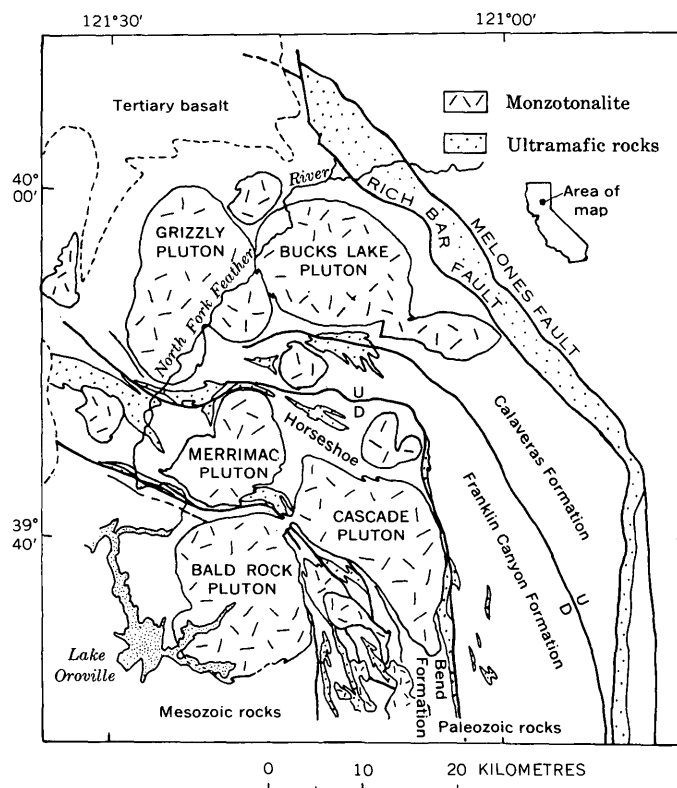 121°30′
121°00′
Tertiary basalt
Monzotonalite
Ultramafic rocks
40°
00′
River
RICH BAR
FAULT
MELONES FAULT
Area of
map
GRIZZLY
PLUTON
BUCKS LAKE
PLUTON
North Fork Feather
U
D
Horseshoe
MERRIMAC
PLUTON
Calaveras Formation
Franklin Canyon Formation
39°
40′
CASCADE
PLUTON
BALD ROCK
PLUTON
U
D
Lake
Oroville
Bend
Formation
Mesozoic rocks
Paleozoic rocks
0 10 20 KILOMETRES